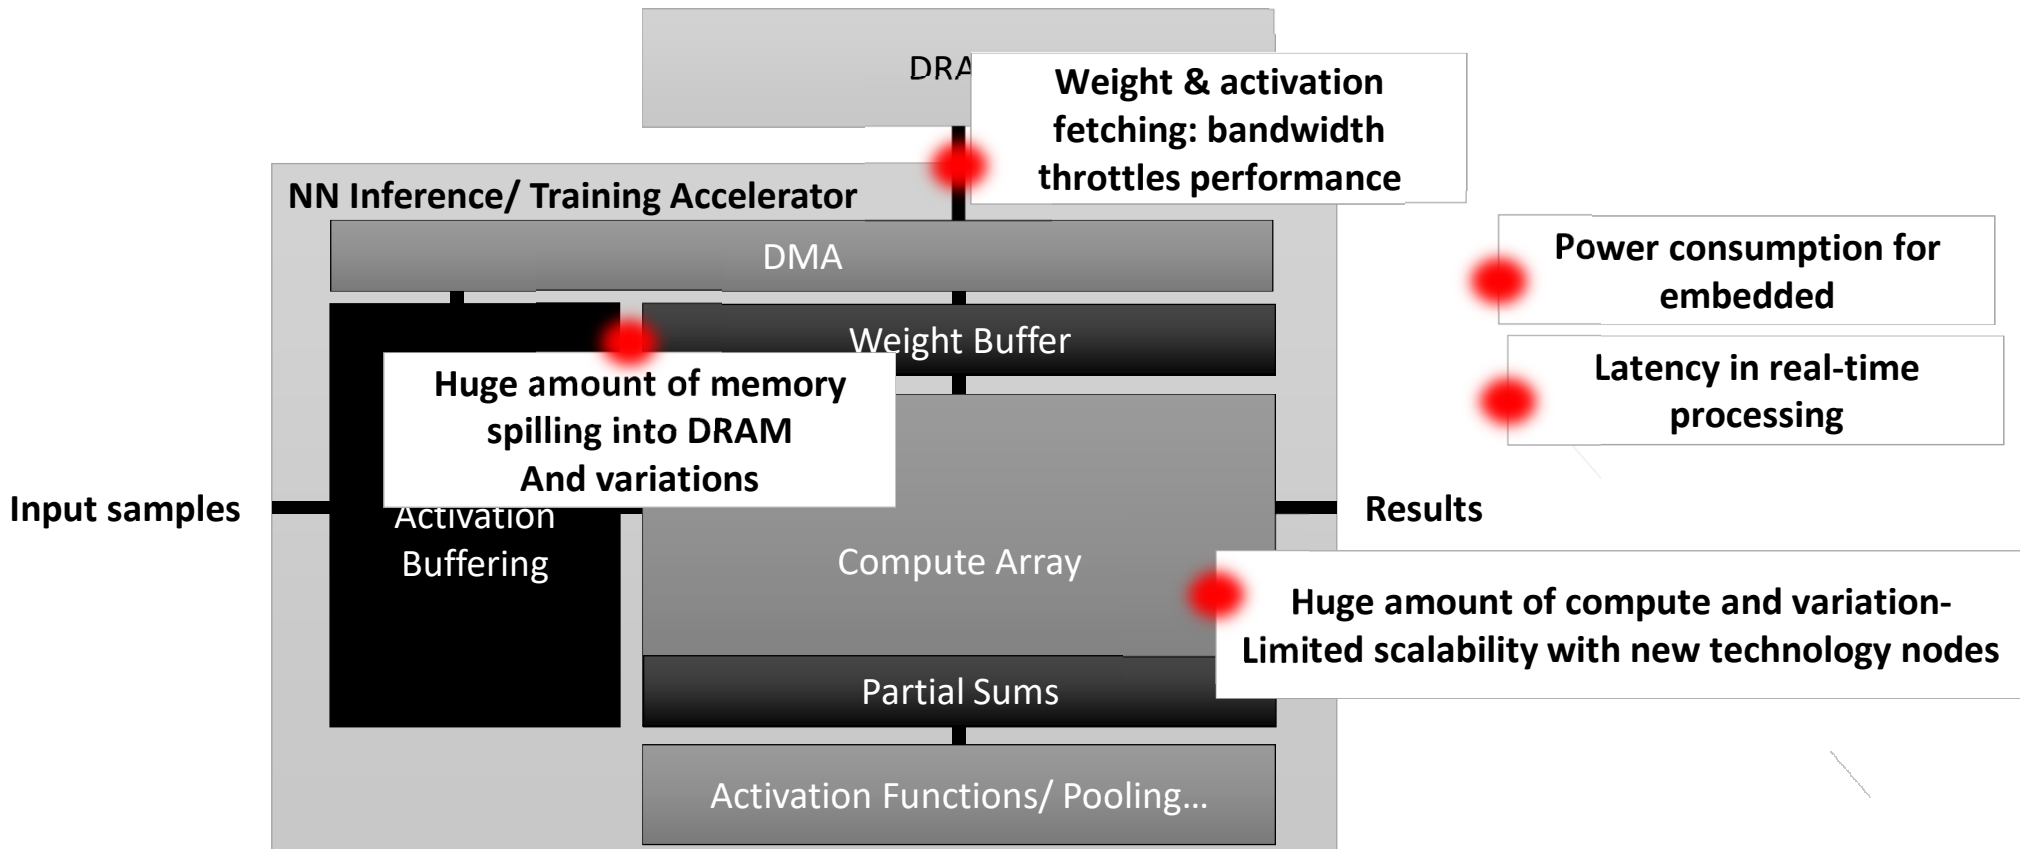 DRA
Weight & activation
fetching: bandwidth
throttles performance
NN Inference/ Training Accelerator
DMA
Power consumption for
embedded
Weight Buffer
Latency in real-time
processing
Huge amount of memory
spilling into DRAM
And variations
Input samples
Activation
Buffering
Results
Compute Array
Huge amount of compute and variation-
Limited scalability with new technology nodes
Partial Sums
Activation Functions/ Pooling...